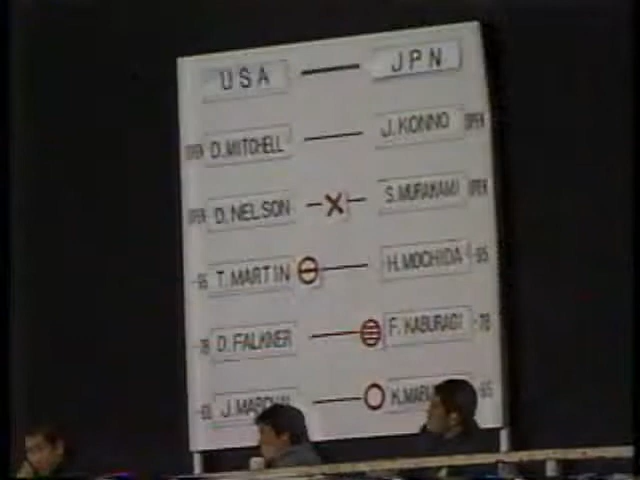 USA — JPN
OPEN D.MITCHELL — J.KONNO OPEN
OPEN D.NELSON — X — S.MURAKAMI OPEN
-95 T.MARTIN — H.MOCHIDA -95
-78 D.FALKNER — F.KABURAGI -78
J. —